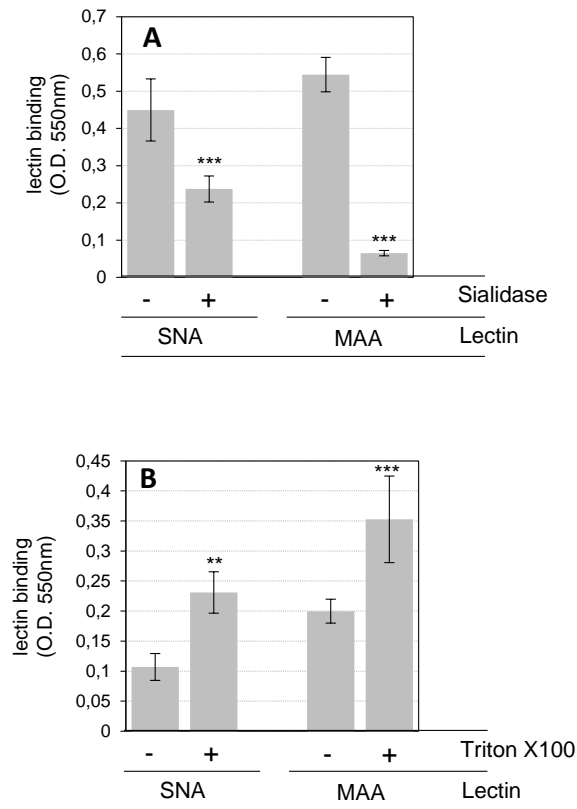 A
lectin binding
(O.D. 550nm)
0,7
0,6
0,5
0,4
0,3
0,2
0,1
0
***
***
- + - + Sialidase
SNA MAA Lectin
B
lectin binding
(O.D. 550nm)
0,45
0,4
0,35
0,3
0,25
0,2
0,15
0,1
0,05
0
**
***
- + - + Triton X100
SNA MAA Lectin